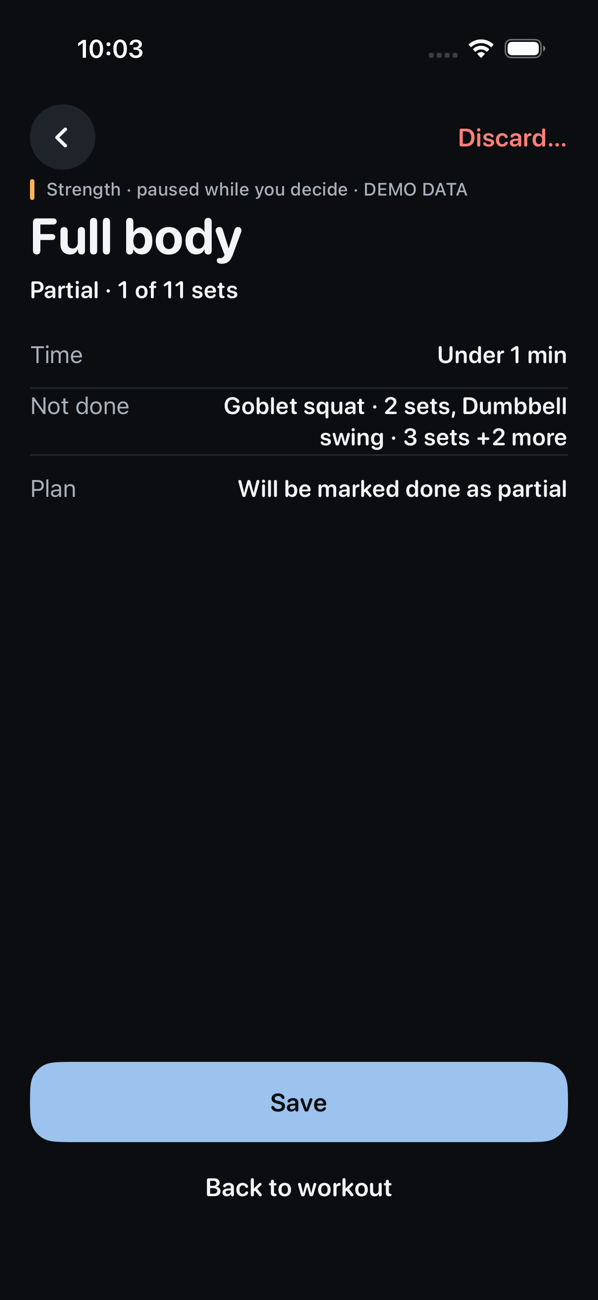 10:03
Discard...
Strength · paused while you decide · DEMO DATA
Full body
Partial · 1 of 11 sets
Time
Under 1 min
Not done
Goblet squat · 2 sets, Dumbbell
swing · 3 sets +2 more
Plan
Will be marked done as partial
Save
Back to workout